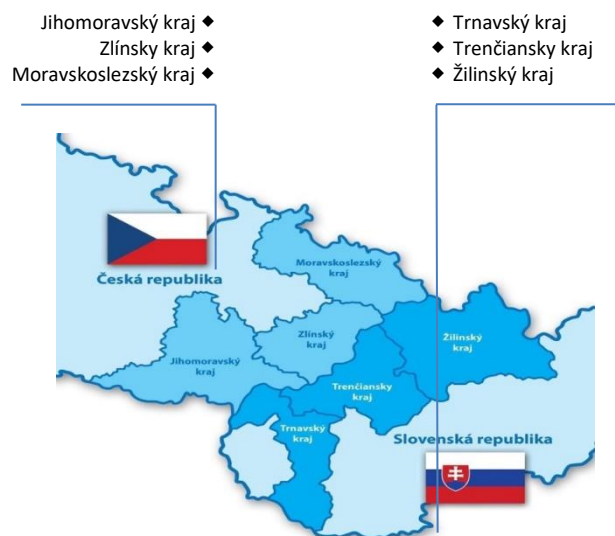 Jihomoravský kraj ◆
Zlínsky kraj ◆
Moravskoslezský kraj ◆
◆ Trnavský kraj
◆ Trenčiansky kraj
◆ Žilinský kraj
Moravskoslezský
kraj
Česká republika
Zlínský
kraj
Žilinský
kraj
Jihomoravský
kraj
Trenčiansky
kraj
Trnavský
kraj
Slovenská republika